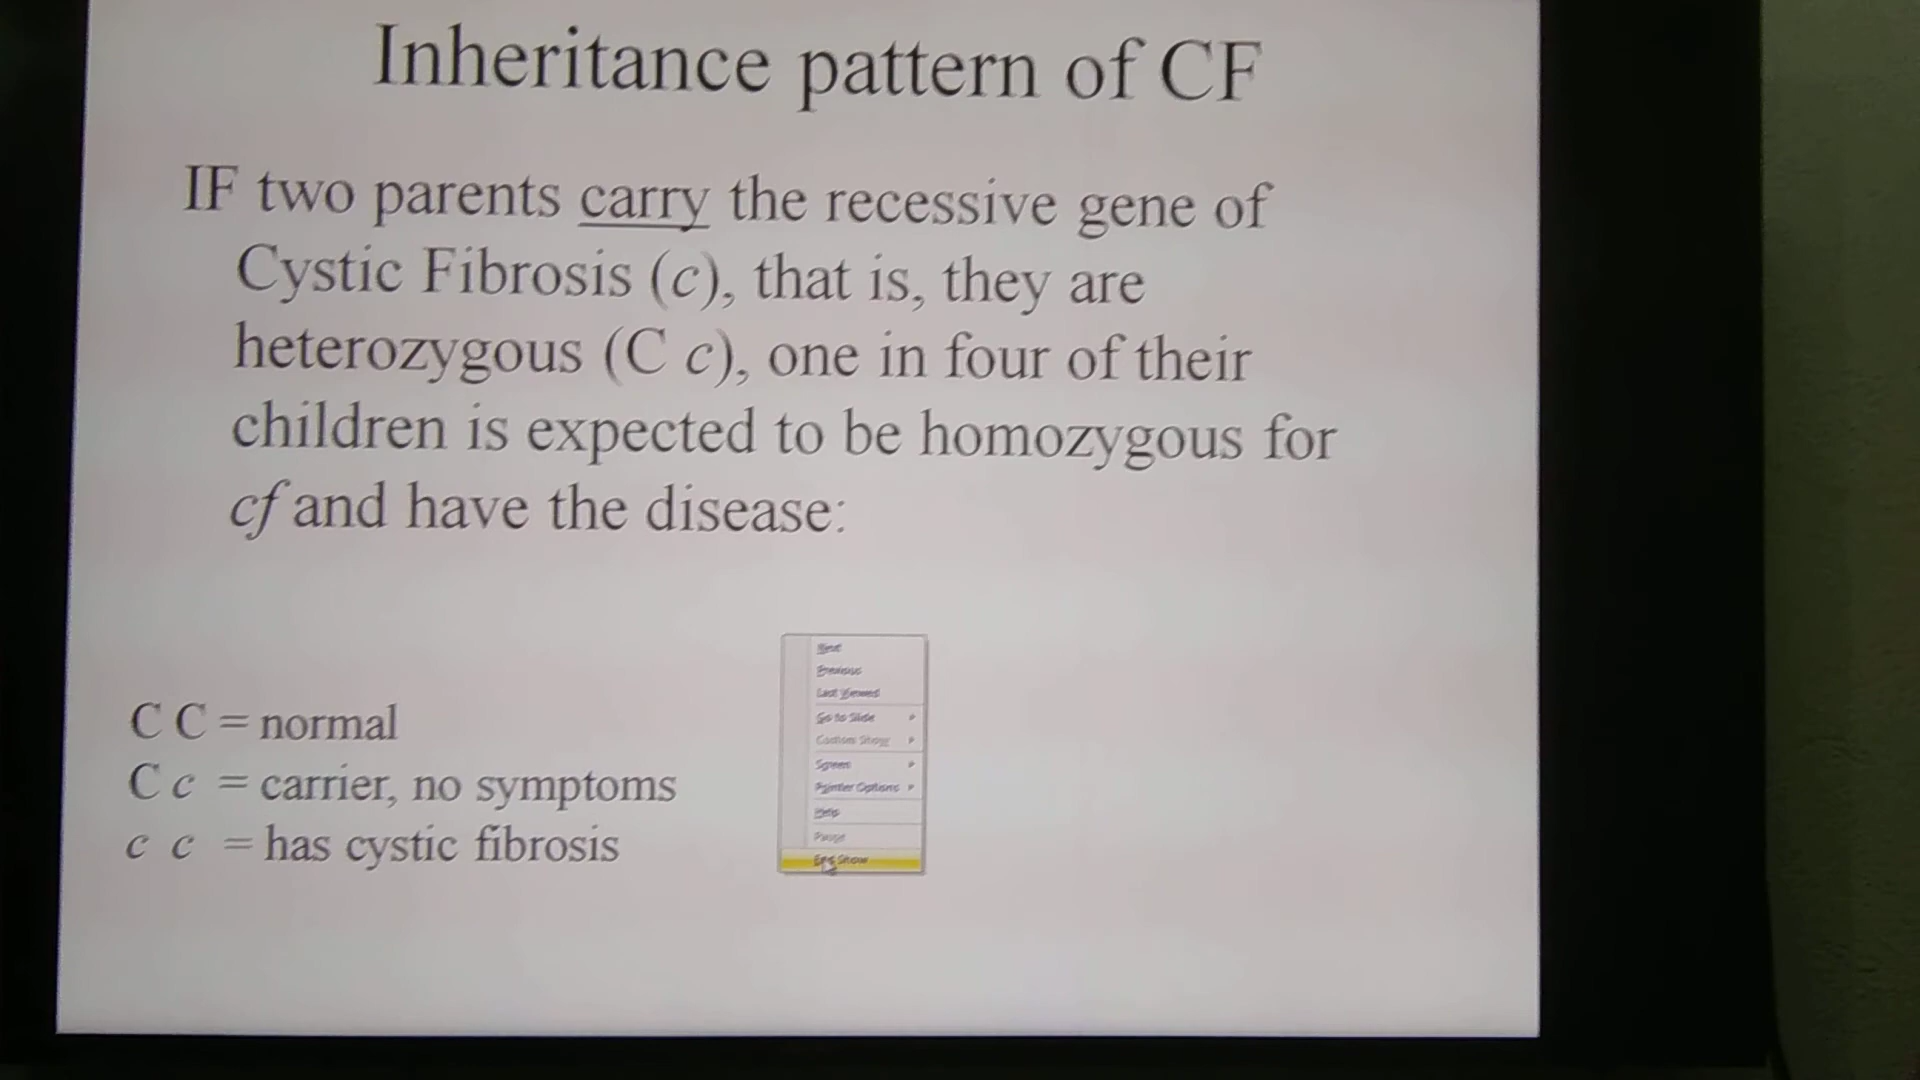 Inheritance pattern of CF
IF two parents carry the recessive gene of
Cystic Fibrosis (c), that is, they are
heterozygous (C c), one in four of their
children is expected to be homozygous for
cf and have the disease:
C C = normal
C c = carrier, no symptoms
c c = has cystic fibrosis
Next
Previous
Last Viewed
Go to Slide
Custom Show
Screen
Pointer Options
Help
Pause
End Show